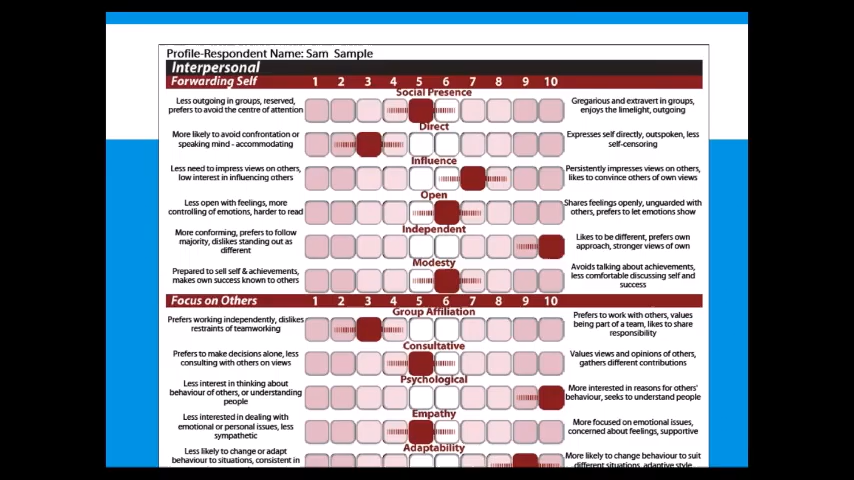 Profile-Respondent Name: Sam Sample
Interpersonal
Forwarding Self 1 2 3 4 5 6 7 8 9 10
Social Presence
Less outgoing in groups, reserved,
prefers to avoid the centre of attention
Gregarious and extravert in groups,
enjoys the limelight, outgoing
Direct
More likely to avoid confrontation or
speaking mind - accommodating
Expresses self directly, outspoken, less
self-censoring
Influence
Less need to impress views on others,
low interest in influencing others
Persistently impresses views on others,
likes to convince others of own views
Open
Less open with feelings, more
controlling of emotions, harder to read
Shares feelings openly, unguarded with
others, prefers to let emotions show
Independent
More conforming, prefers to follow
majority, dislikes standing out as
different
Likes to be different, prefers own
approach, stronger views of own
Modesty
Prepared to sell self & achievements,
makes own success known to others
Avoids talking about achievements,
less comfortable discussing self and
success
Focus on Others 1 2 3 4 5 6 7 8 9 10
Group Affiliation
Prefers working independently, dislikes
restraints of teamworking
Prefers to work with others, values
being part of a team, likes to share
responsibility
Consultative
Prefers to make decisions alone, less
consulting with others on views
Values views and opinions of others,
gathers different contributions
Psychological
Less interest in thinking about
behaviour of others, or understanding
people
More interested in reasons for others'
behaviour, seeks to understand people
Empathy
Less interested in dealing with
emotional or personal issues, less
sympathetic
More focused on emotional issues,
concerned about feelings, supportive
Adaptability
Less likely to change or adapt
behaviour to situations, consistent in
More likely to change behaviour to suit
different situations, adaptive style